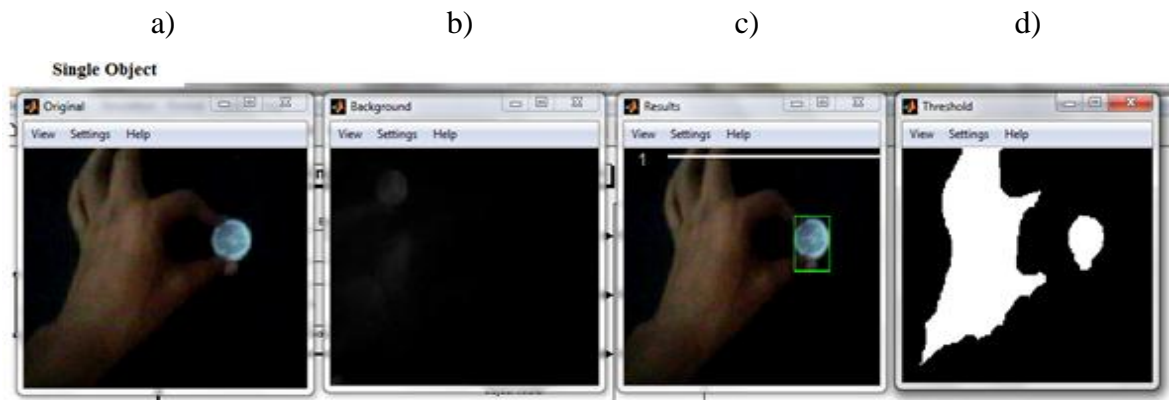 a) b) c) d)
Single Object
Original Background Results Threshold
View Settings Help View Settings Help View Settings Help View Settings Help
1